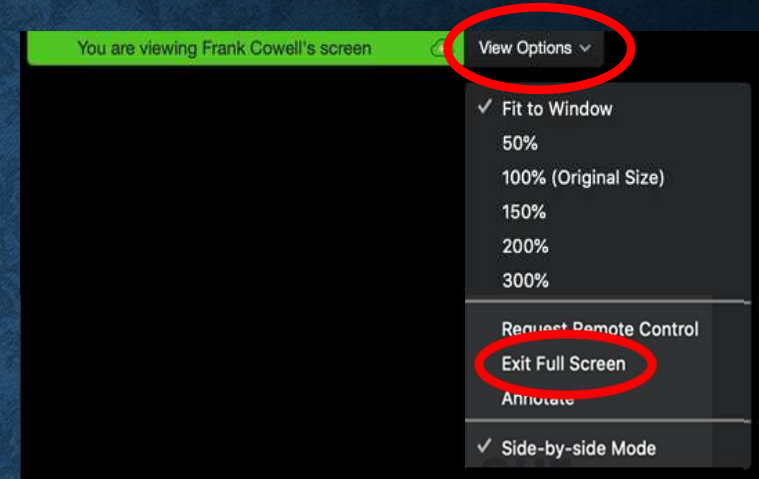 You are viewing Frank Cowell's screen View Options
Fit to Window
50%
100% (Original Size)
150%
200%
300%
Request Remote Control
Exit Full Screen
Annotate
Side-by-side Mode